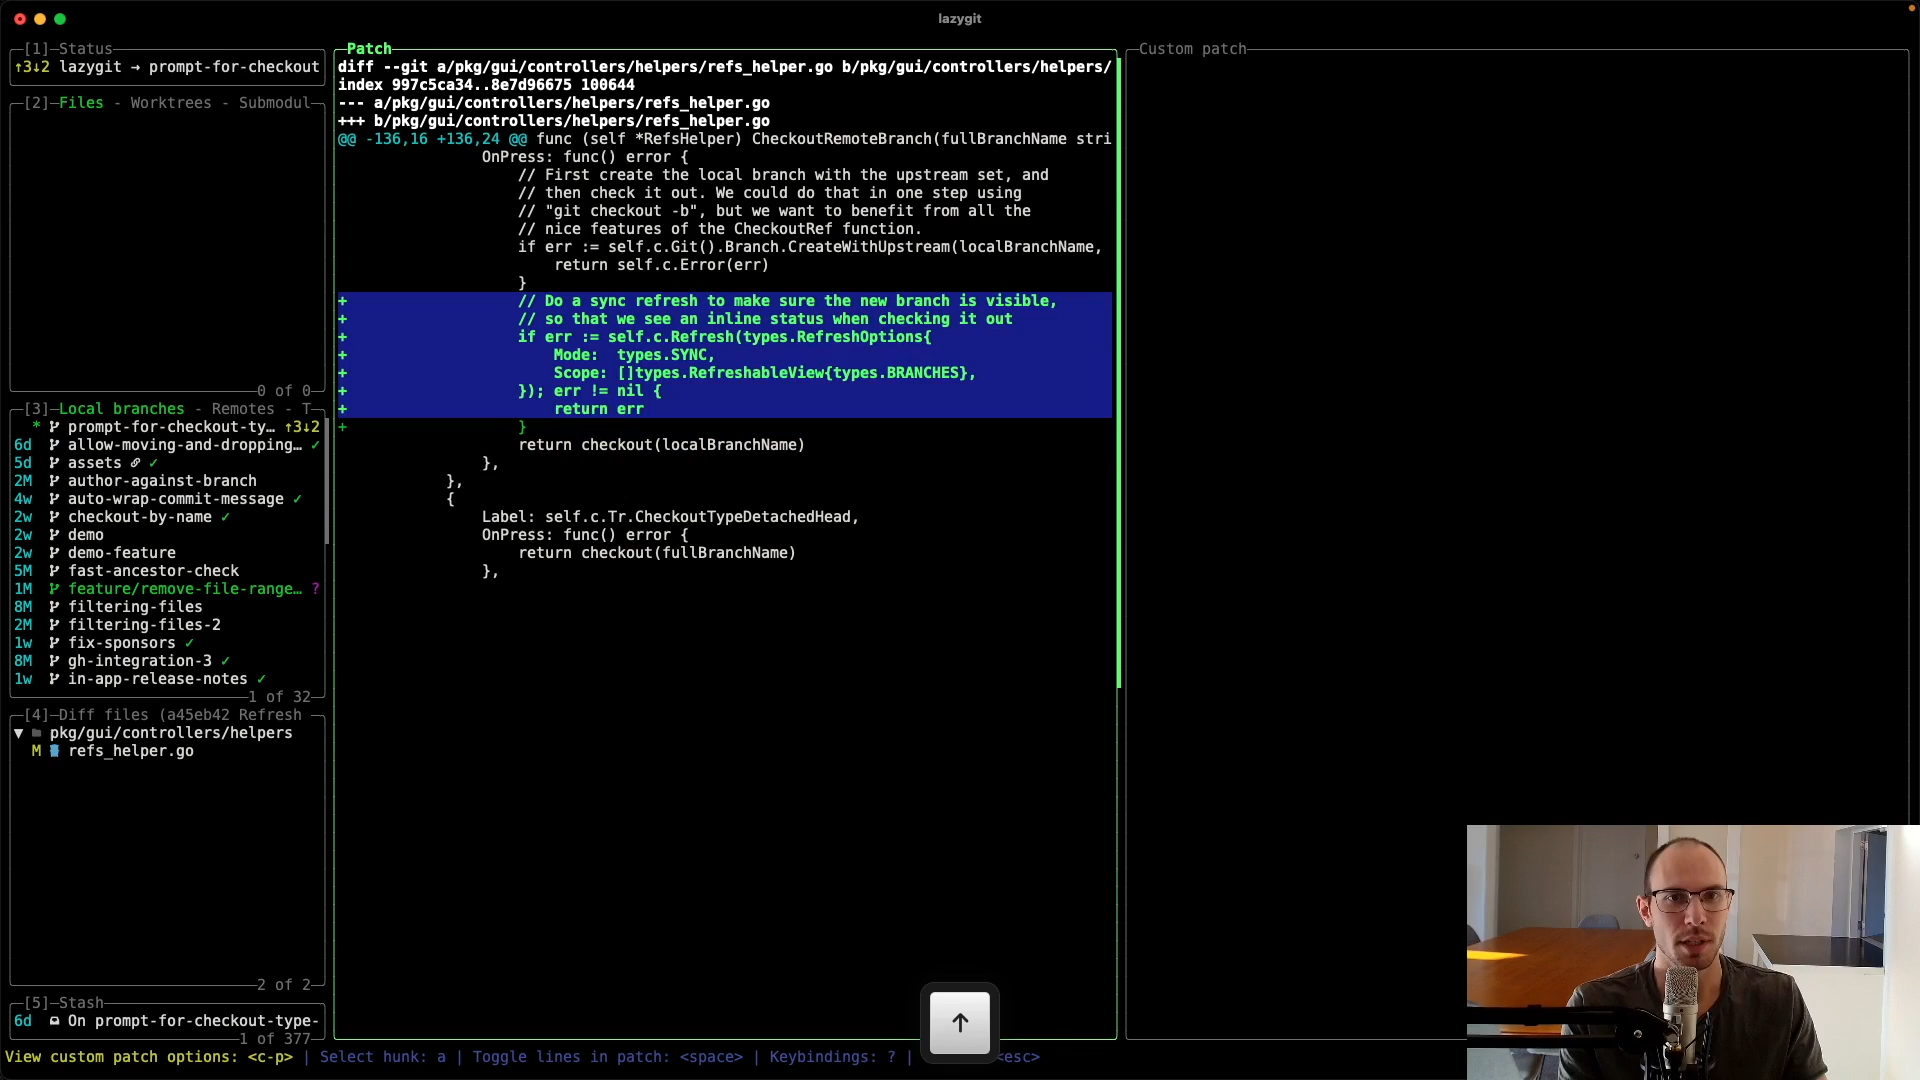 lazygit
[1]—Status
↑3↓2 lazygit → prompt-for-checkout
[2]—Files - Worktrees - Submodul
0 of 0
[3]—Local branches - Remotes - T
* prompt-for-checkout-ty… ↑3↓2
6d allow-moving-and-dropping… ✓
5d assets ✓
2M author-against-branch
4w auto-wrap-commit-message ✓
2w checkout-by-name ✓
2w demo
2w demo-feature
5M fast-ancestor-check
1M feature/remove-file-range… ?
8M filtering-files
2M filtering-files-2
1w fix-sponsors ✓
8M gh-integration-3 ✓
1w in-app-release-notes ✓
1 of 32
[4]—Diff files (a45eb42 Refresh
▼ pkg/gui/controllers/helpers
M refs_helper.go
2 of 2
[5]—Stash
6d On prompt-for-checkout-type-
1 of 377
Patch
diff --git a/pkg/gui/controllers/helpers/refs_helper.go b/pkg/gui/controllers/helpers/
index 997c5ca34..8e7d96675 100644
--- a/pkg/gui/controllers/helpers/refs_helper.go
+++ b/pkg/gui/controllers/helpers/refs_helper.go
@@ -136,16 +136,24 @@ func (self *RefsHelper) CheckoutRemoteBranch(fullBranchName stri
OnPress: func() error {
// First create the local branch with the upstream set, and
// then check it out. We could do that in one step using
// "git checkout -b", but we want to benefit from all the
// nice features of the CheckoutRef function.
if err := self.c.Git().Branch.CreateWithUpstream(localBranchName,
return self.c.Error(err)
}
+ // Do a sync refresh to make sure the new branch is visible,
+ // so that we see an inline status when checking it out
+ if err := self.c.Refresh(types.RefreshOptions{
+ Mode: types.SYNC,
+ Scope: []types.RefreshableView{types.BRANCHES},
+ }); err != nil {
+ return err
+ }
return checkout(localBranchName)
},
},
{
Label: self.c.Tr.CheckoutTypeDetachedHead,
OnPress: func() error {
return checkout(fullBranchName)
},
Custom patch
↑
View custom patch options: <c-p> | Select hunk: a | Toggle lines in patch: <space> | Keybindings: ? | <esc>